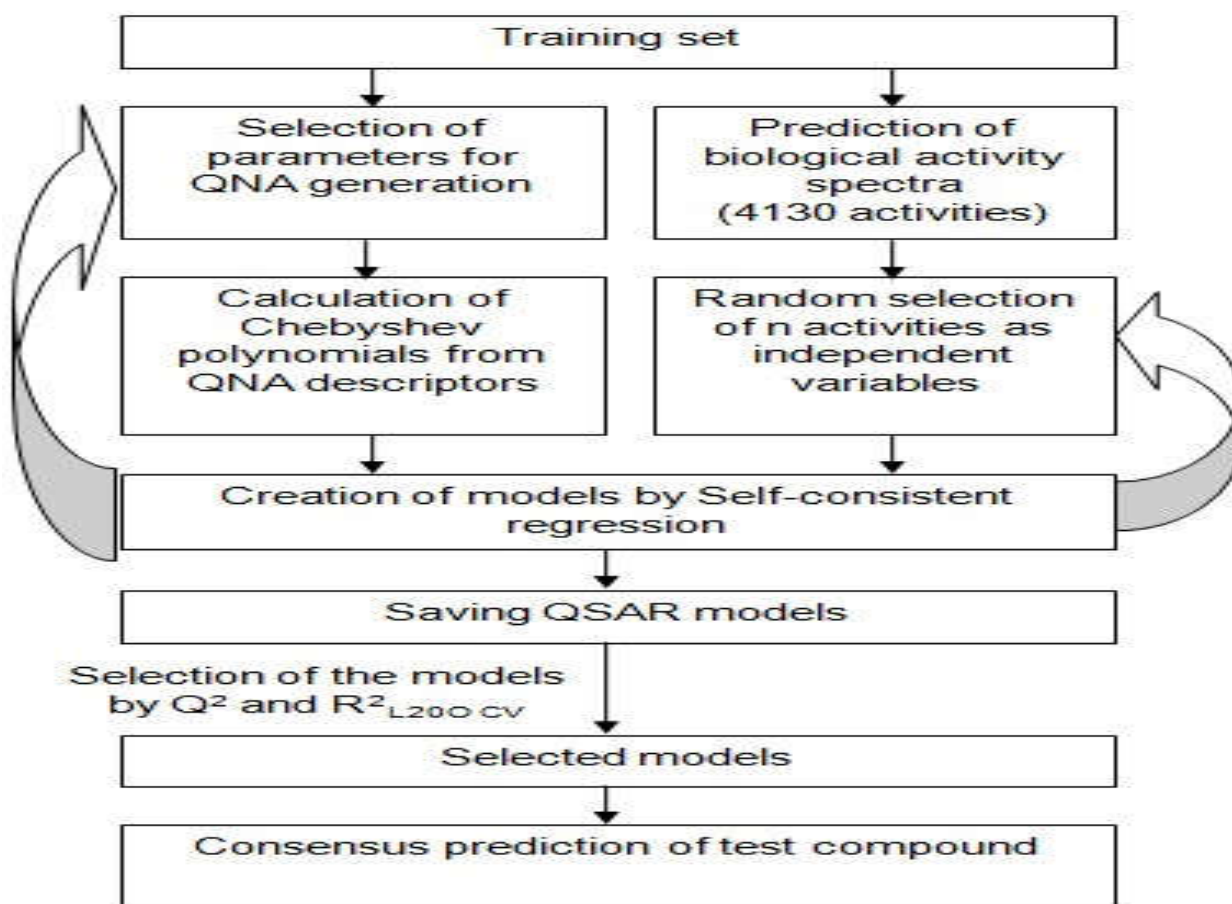 Training set
Selection of
parameters for
QNA generation
Prediction of
biological activity
spectra
(4130 activities)
Calculation of
Chebyshev
polynomials from
QNA descriptors
Random selection
of n activities as
independent
variables
Creation of models by Self-consistent
regression
Saving QSAR models
Selection of the models
by Q² and R²L20O CV
Selected models
Consensus prediction of test compound